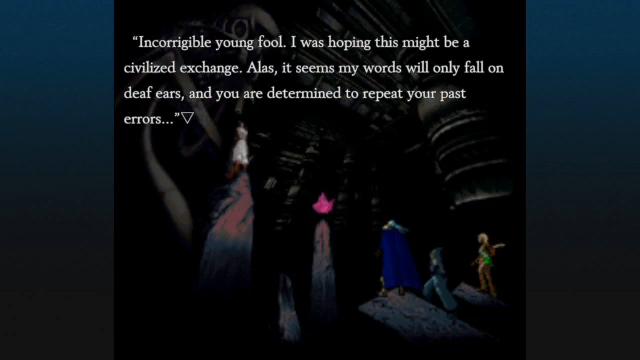 “Incorrigible young fool. I was hoping this might be a
civilized exchange. Alas, it seems my words will only fall on
deaf ears, and you are determined to repeat your past
errors...”▽